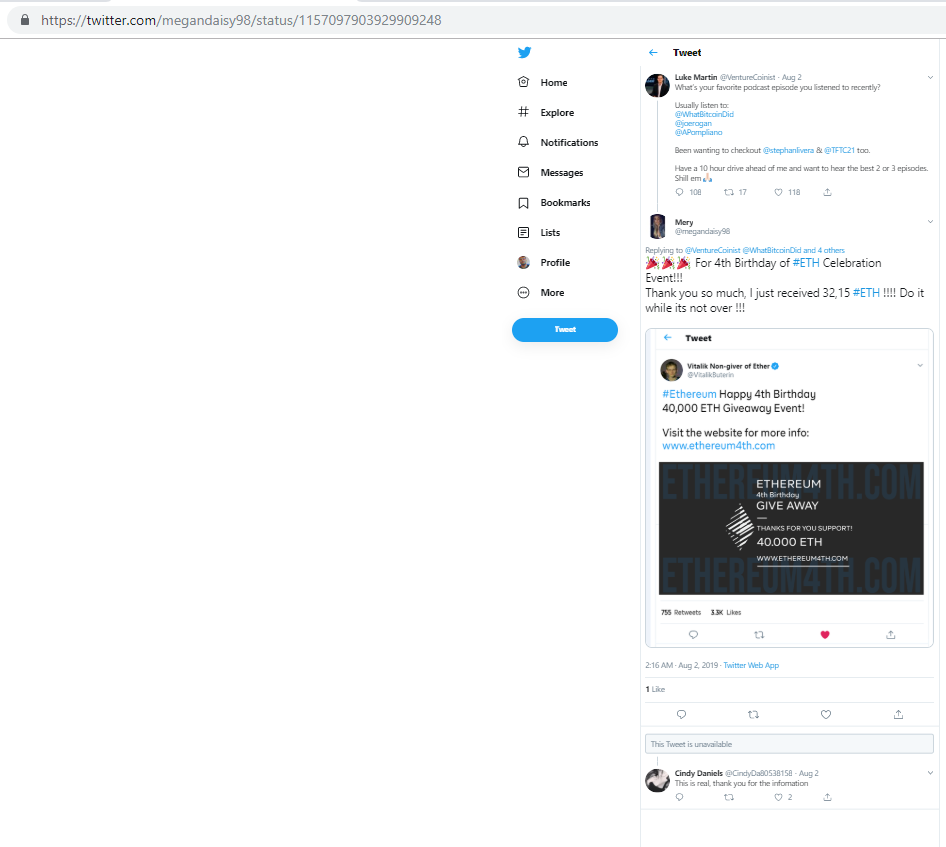 https://twitter.com/megandaisy98/status/1157097903929909248
Home
Explore
Notifications
Messages
Bookmarks
Lists
Profile
More
Tweet
Tweet
Luke Martin @VentureCoinist · Aug 2
What's your favorite podcast episode you listened to recently?
Usually listen to:
@WhatBitcoinDid
@joerogan
@APompliano
Been wanting to checkout @stephanlivera & @TFTC21 too.
Have a 10 hour drive ahead of me and want to hear the best 2 or 3 episodes.
Shill em🙏
108 17 118
Mery
@megandaisy98
Replying to @VentureCoinist @WhatBitcoinDid and 4 others
🎉🎉🎉 For 4th Birthday of #ETH Celebration
Event!!!
Thank you so much, I just received 32,15 #ETH !!!! Do it
while its not over !!!
Tweet
Vitalik Non-giver of Ether
@VitalikButerin
#Ethereum Happy 4th Birthday
40,000 ETH Giveaway Event!
Visit the website for more info:
www.ethereum4th.com
ETHEREUM4TH.COM
ETHEREUM
4th Birthday
GIVE AWAY
THANKS FOR YOU SUPPORT!
40.000 ETH
WWW.ETHEREUM4TH.COM
ETHEREUM4TH.COM
755 Retweets 3.3K Likes
2:16 AM · Aug 2, 2019 · Twitter Web App
1 Like
This Tweet is unavailable
Cindy Daniels @CindyDa80538158 · Aug 2
This is real, thank you for the infomation
2